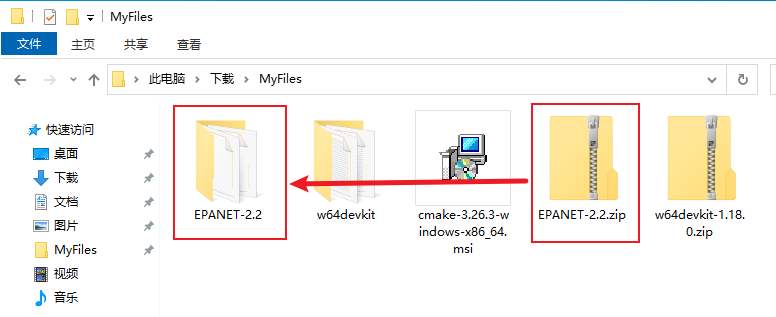 MyFiles
文件
主页
共享
查看
此电脑
下载
MyFiles
快速访问
桌面
下载
文档
图片
MyFiles
视频
音乐
EPANET-2.2
w64devkit
cmake-3.26.3-w
indows-x86_64.
msi
EPANET-2.2.zip
w64devkit-1.18.
0.zip